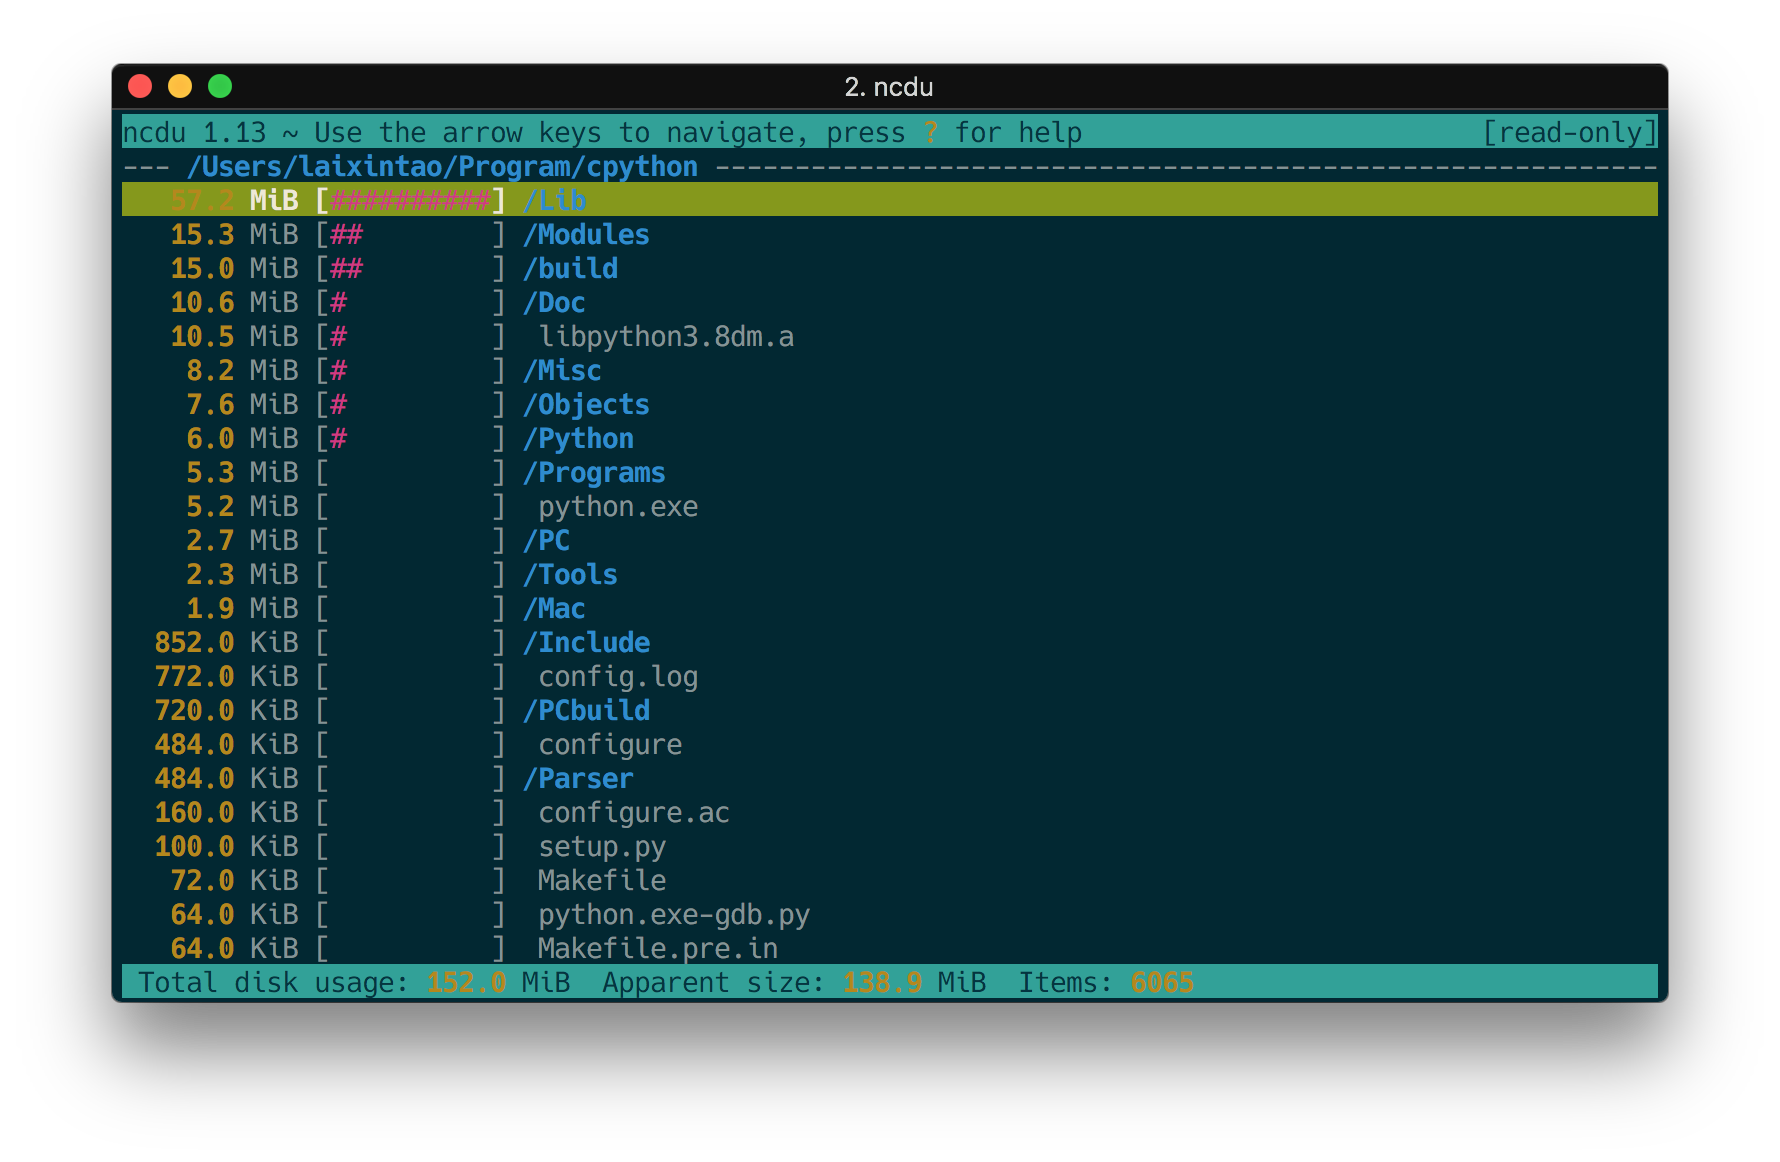 2. ncdu
ncdu 1.13 ~ Use the arrow keys to navigate, press ? for help [read-only]
--- /Users/laixintao/Program/cpython -----------------------------------------------------------
57.2 MiB [##########] /Lib
15.3 MiB [##        ] /Modules
15.0 MiB [##        ] /build
10.6 MiB [#         ] /Doc
10.5 MiB [#         ]  libpython3.8dm.a
8.2 MiB [#         ] /Misc
7.6 MiB [#         ] /Objects
6.0 MiB [#         ] /Python
5.3 MiB [          ] /Programs
5.2 MiB [          ]  python.exe
2.7 MiB [          ] /PC
2.3 MiB [          ] /Tools
1.9 MiB [          ] /Mac
852.0 KiB [          ] /Include
772.0 KiB [          ]  config.log
720.0 KiB [          ] /PCbuild
484.0 KiB [          ]  configure
484.0 KiB [          ] /Parser
160.0 KiB [          ]  configure.ac
100.0 KiB [          ]  setup.py
72.0 KiB [          ]  Makefile
64.0 KiB [          ]  python.exe-gdb.py
64.0 KiB [          ]  Makefile.pre.in
Total disk usage: 152.0 MiB  Apparent size: 138.9 MiB  Items: 6065